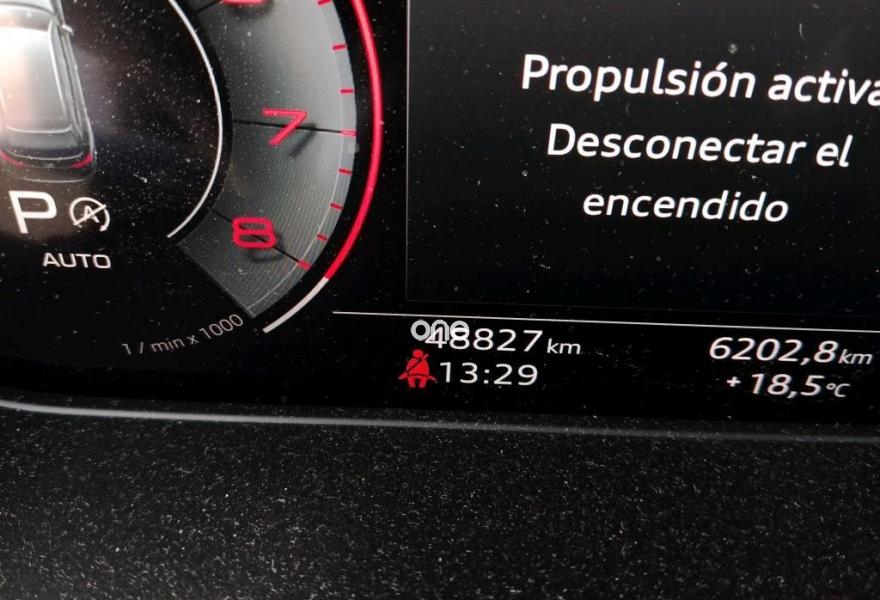 Propulsión activa
Desconectar el
encendido
7
8
P A
AUTO
1 / min x 1000
one
48827 km
6202,8 km
13:29
+ 18,5 °C